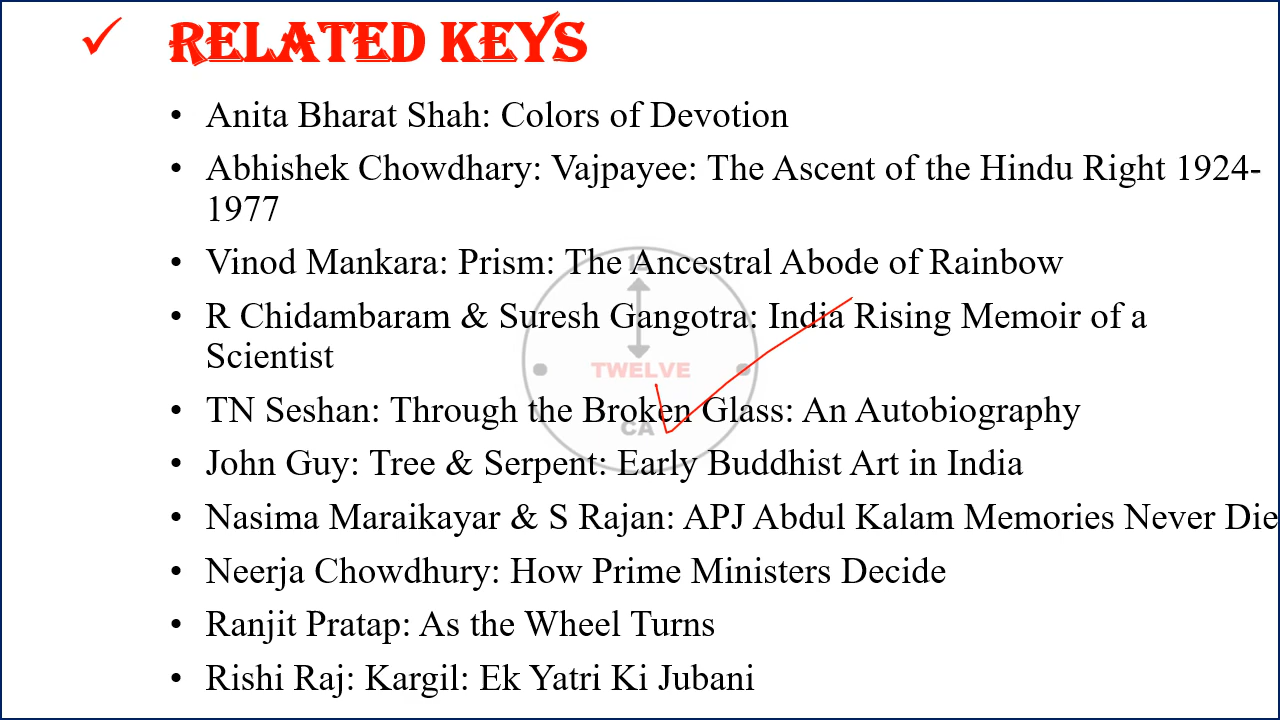 RELATED KEYS
• Anita Bharat Shah: Colors of Devotion
• Abhishek Chowdhary: Vajpayee: The Ascent of the Hindu Right 1924-
1977
• Vinod Mankara: Prism: The Ancestral Abode of Rainbow
• R Chidambaram & Suresh Gangotra: India Rising Memoir of a
Scientist
• TN Seshan: Through the Broken Glass: An Autobiography
• John Guy: Tree & Serpent: Early Buddhist Art in India
• Nasima Maraikayar & S Rajan: APJ Abdul Kalam Memories Never Die
• Neerja Chowdhury: How Prime Ministers Decide
• Ranjit Pratap: As the Wheel Turns
• Rishi Raj: Kargil: Ek Yatri Ki Jubani
12
TWELVE
CA